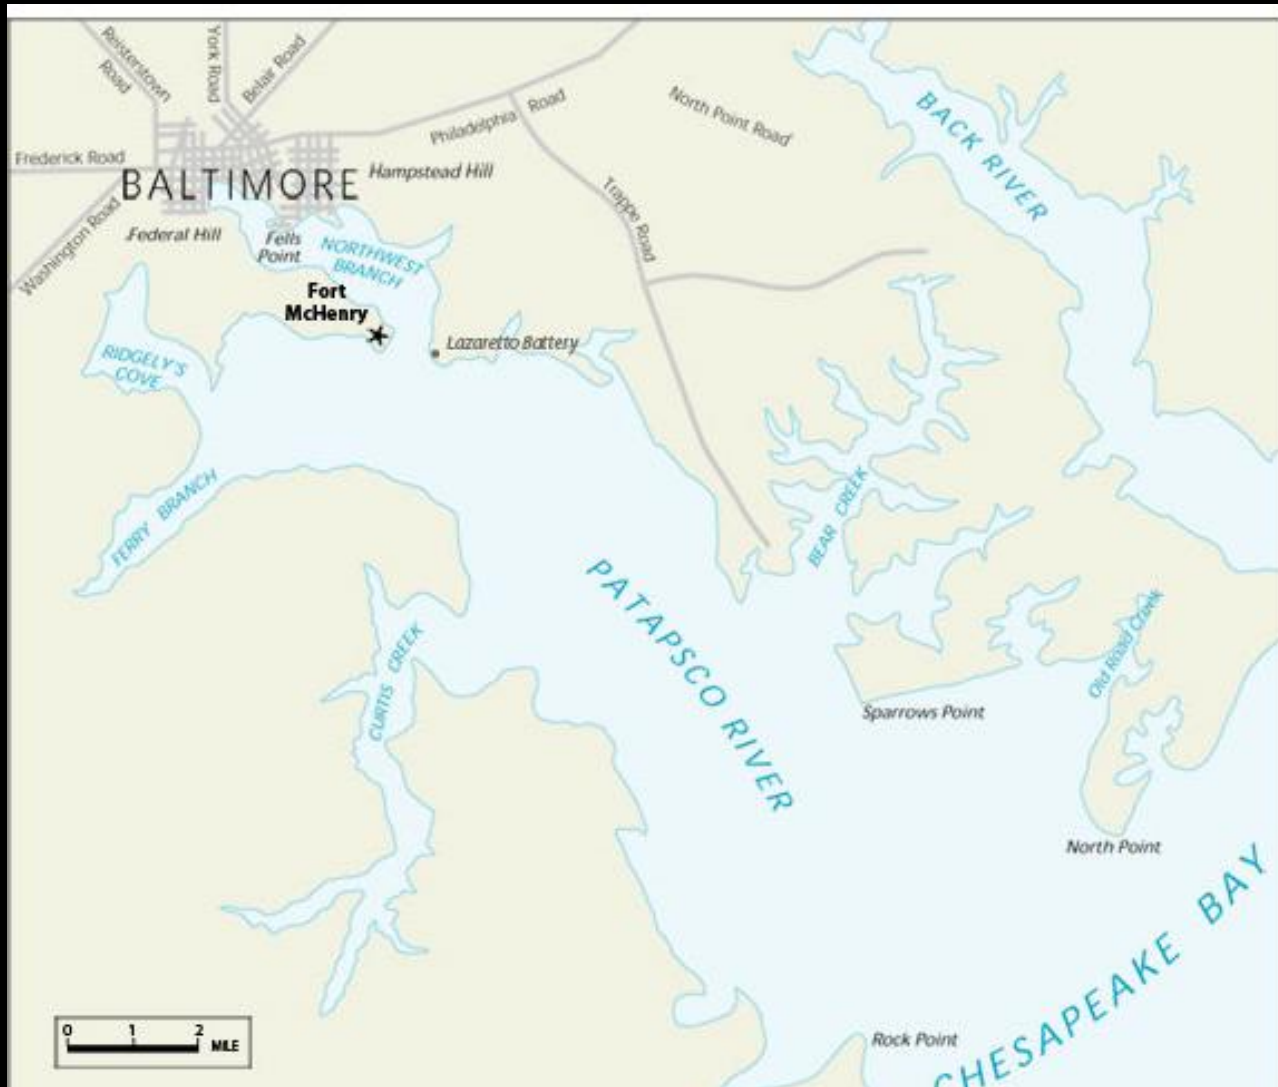 Reisterstown
Road
York Road
Belair Road
Philadelphia Road
North Point Road
BACK RIVER
Frederick Road
BALTIMORE
Hampstead Hill
Trappe Road
Washington Road
Federal Hill
Fells
Point
NORTHWEST
BRANCH
Fort
McHenry
Lazaretto Battery
RIDGELY'S
COVE
FERRY BRANCH
BEAR CREEK
PATAPSCO RIVER
CURTIS CREEK
Old Road Creek
Sparrows Point
North Point
CHESAPEAKE BAY
Rock Point
0 1 2
MILE